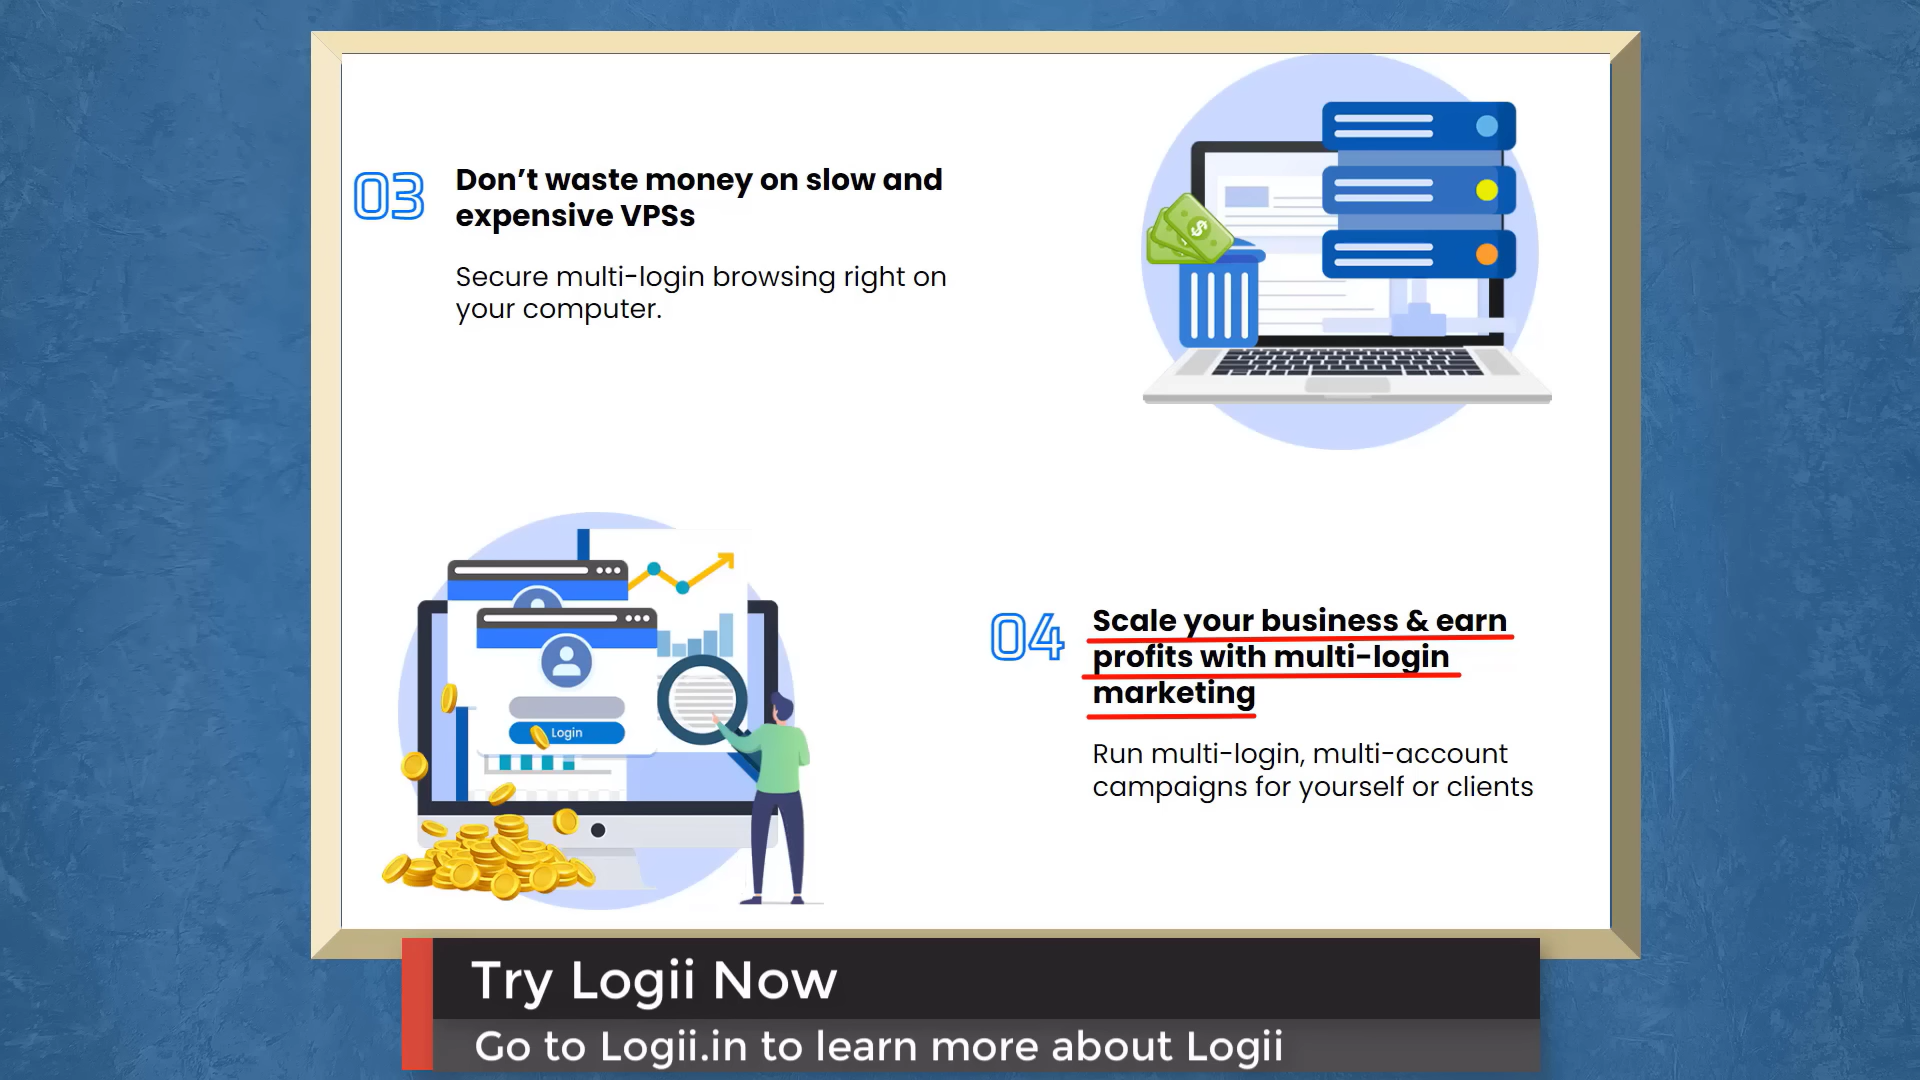 03
Don’t waste money on slow and
expensive VPSs
Secure multi-login browsing right on
your computer.
$
Login
04
Scale your business & earn
profits with multi-login
marketing
Run multi-login, multi-account
campaigns for yourself or clients
Try Logii Now
Go to Logii.in to learn more about Logii